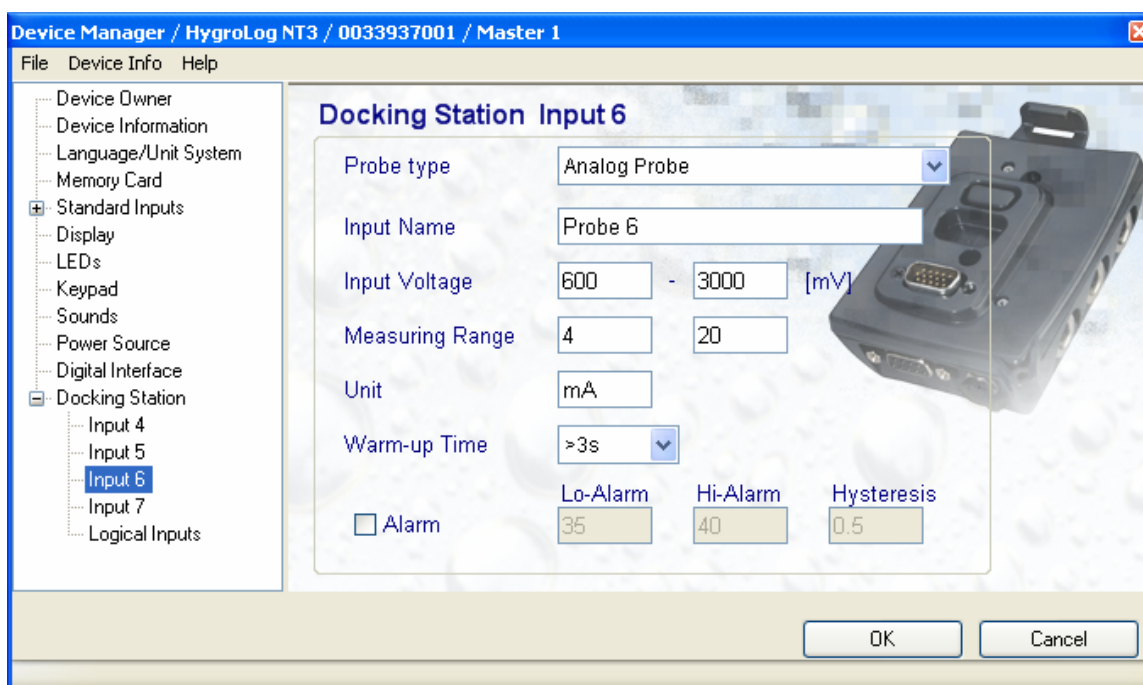 Device Manager / HygroLog NT3 / 0033937001 / Master 1
File Device Info Help
Device Owner
Device Information
Language/Unit System
Memory Card
Standard Inputs
Display
LEDs
Keypad
Sounds
Power Source
Digital Interface
Docking Station
Input 4
Input 5
Input 6
Input 7
Logical Inputs
Docking Station Input 6
Probe type Analog Probe
Input Name Probe 6
Input Voltage 600 - 3000 [mV]
Measuring Range 4 20
Unit mA
Warm-up Time >3s
Lo-Alarm Hi-Alarm Hysteresis
Alarm 35 40 0.5
OK Cancel